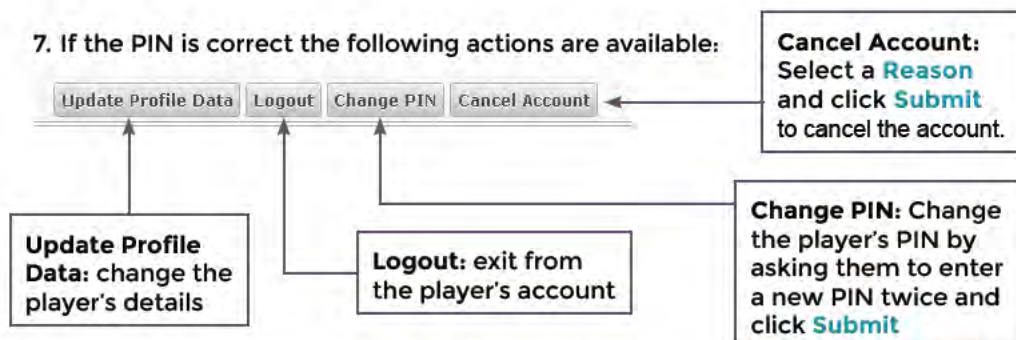 7. If the PIN is correct the following actions are available:
Update Profile Data Logout Change PIN Cancel Account
Cancel Account:
Select a Reason
and click Submit
to cancel the account.
Update Profile
Data: change the
player's details
Logout: exit from
the player's account
Change PIN: Change
the player's PIN by
asking them to enter
a new PIN twice and
click Submit